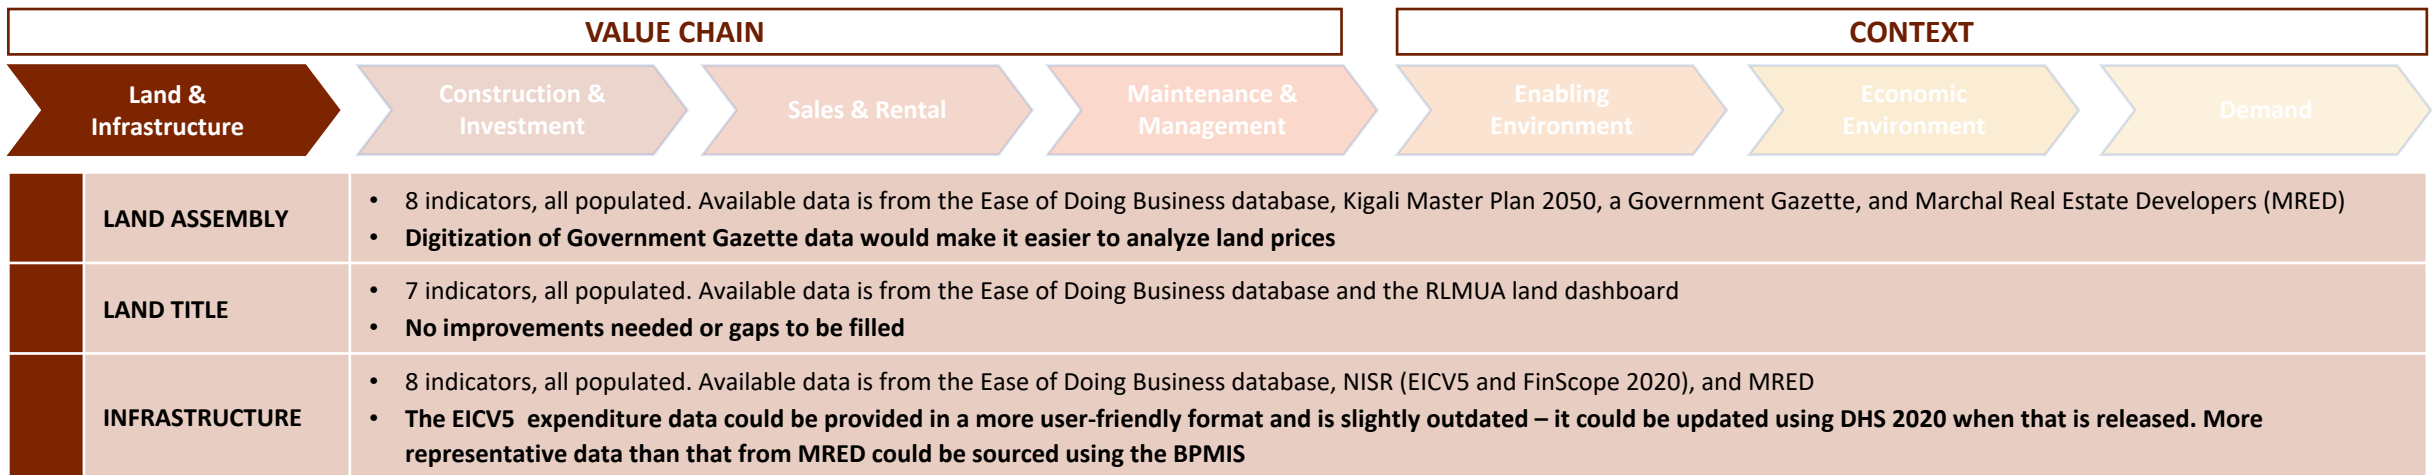 VALUE CHAIN
CONTEXT
Land &
Infrastructure
Construction &
Investment
Sales & Rental
Maintenance &
Management
Enabling
Environment
Economic
Environment
Demand
LAND ASSEMBLY
• 8 indicators, all populated. Available data is from the Ease of Doing Business database, Kigali Master Plan 2050, a Government Gazette, and Marchal Real Estate Developers (MRED)
• Digitization of Government Gazette data would make it easier to analyze land prices
LAND TITLE
• 7 indicators, all populated. Available data is from the Ease of Doing Business database and the RLMUA land dashboard
• No improvements needed or gaps to be filled
INFRASTRUCTURE
• 8 indicators, all populated. Available data is from the Ease of Doing Business database, NISR (EICV5 and FinScope 2020), and MRED
• The EICV5 expenditure data could be provided in a more user-friendly format and is slightly outdated – it could be updated using DHS 2020 when that is released. More
representative data than that from MRED could be sourced using the BPMIS